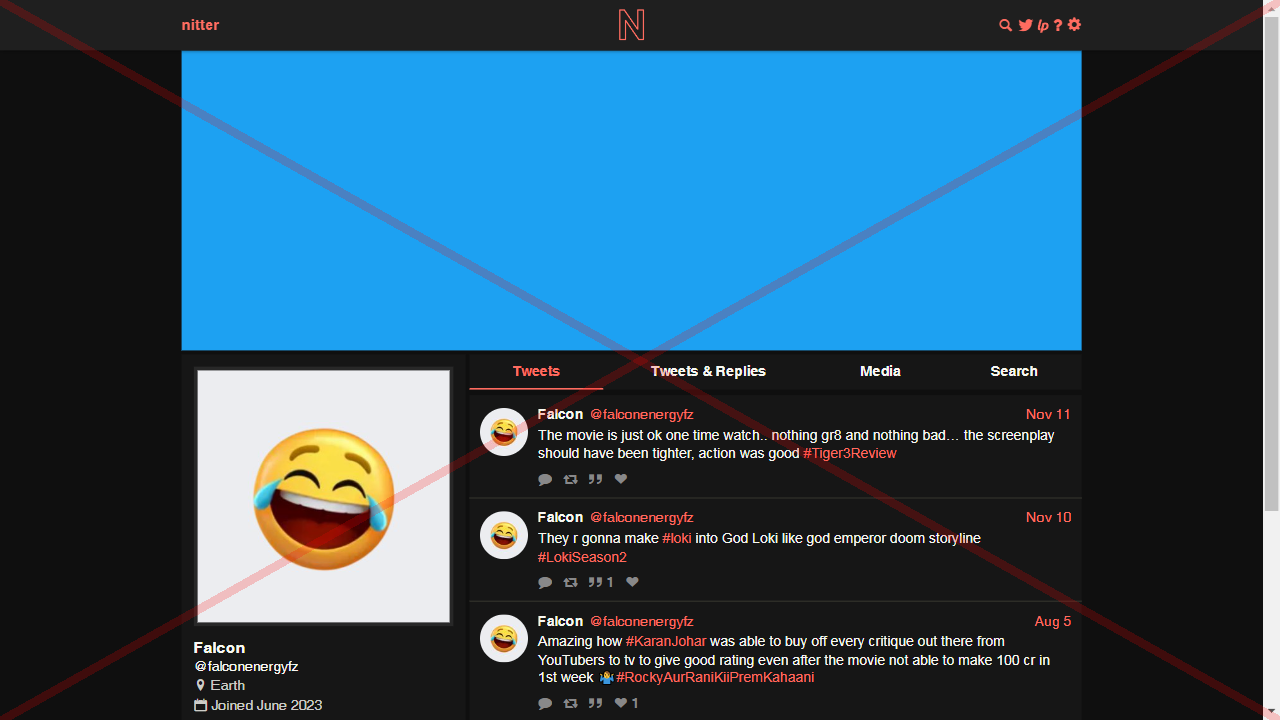 nitter
N
lp ?
Tweets
Tweets & Replies
Media
Search
Falcon @falconenergyfz Nov 11
The movie is just ok one time watch.. nothing gr8 and nothing bad… the screenplay
should have been tighter, action was good #Tiger3Review
Falcon @falconenergyfz Nov 10
They r gonna make #loki into God Loki like god emperor doom storyline
#LokiSeason2
1
Falcon @falconenergyfz Aug 5
Amazing how #KaranJohar was able to buy off every critique out there from
YouTubers to tv to give good rating even after the movie not able to make 100 cr in
1st week 🤷#RockyAurRaniKiiPremKahaani
1
Falcon
@falconenergyfz
Earth
Joined June 2023